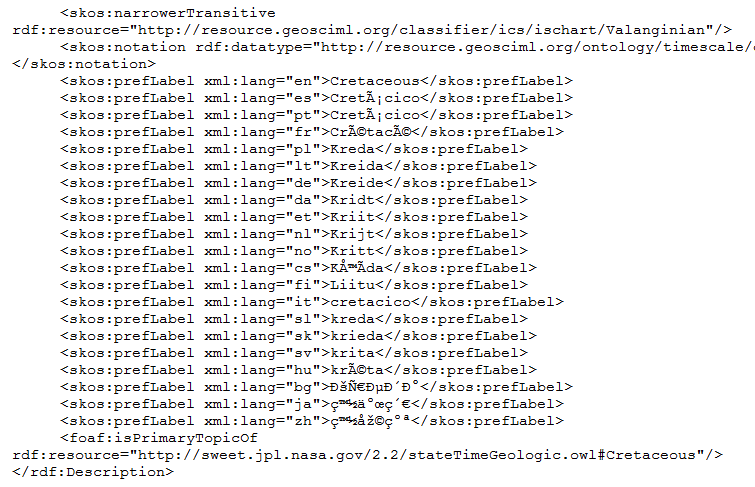 <skos:narrowerTransitive
rdf:resource="http://resource.geosciml.org/classifier/ics/ischart/Valanginian"/>
<skos:notation rdf:datatype="http://resource.geosciml.org/ontology/timescale/
</skos:notation>
<skos:prefLabel xml:lang="en">Cretaceous</skos:prefLabel>
<skos:prefLabel xml:lang="es">CretÃ¡cico</skos:prefLabel>
<skos:prefLabel xml:lang="pt">CretÃ¡cico</skos:prefLabel>
<skos:prefLabel xml:lang="fr">CrÃ©tacÃ©</skos:prefLabel>
<skos:prefLabel xml:lang="pl">Kreda</skos:prefLabel>
<skos:prefLabel xml:lang="lt">Kreida</skos:prefLabel>
<skos:prefLabel xml:lang="de">Kreide</skos:prefLabel>
<skos:prefLabel xml:lang="da">Kridt</skos:prefLabel>
<skos:prefLabel xml:lang="et">Kriit</skos:prefLabel>
<skos:prefLabel xml:lang="nl">Krijt</skos:prefLabel>
<skos:prefLabel xml:lang="no">Kritt</skos:prefLabel>
<skos:prefLabel xml:lang="cs">KÅ™Ãda</skos:prefLabel>
<skos:prefLabel xml:lang="fi">Liitu</skos:prefLabel>
<skos:prefLabel xml:lang="it">cretacico</skos:prefLabel>
<skos:prefLabel xml:lang="sl">kreda</skos:prefLabel>
<skos:prefLabel xml:lang="sk">krieda</skos:prefLabel>
<skos:prefLabel xml:lang="sv">krita</skos:prefLabel>
<skos:prefLabel xml:lang="hu">krÃ©ta</skos:prefLabel>
<skos:prefLabel xml:lang="bg">ÐšÑ€ÐµÐ´Ð°</skos:prefLabel>
<skos:prefLabel xml:lang="ja">ç™½äºœç´€</skos:prefLabel>
<skos:prefLabel xml:lang="zh">ç™½åž©çºª</skos:prefLabel>
<foaf:isPrimaryTopicOf
rdf:resource="http://sweet.jpl.nasa.gov/2.2/stateTimeGeologic.owl#Cretaceous"/>
</rdf:Description>